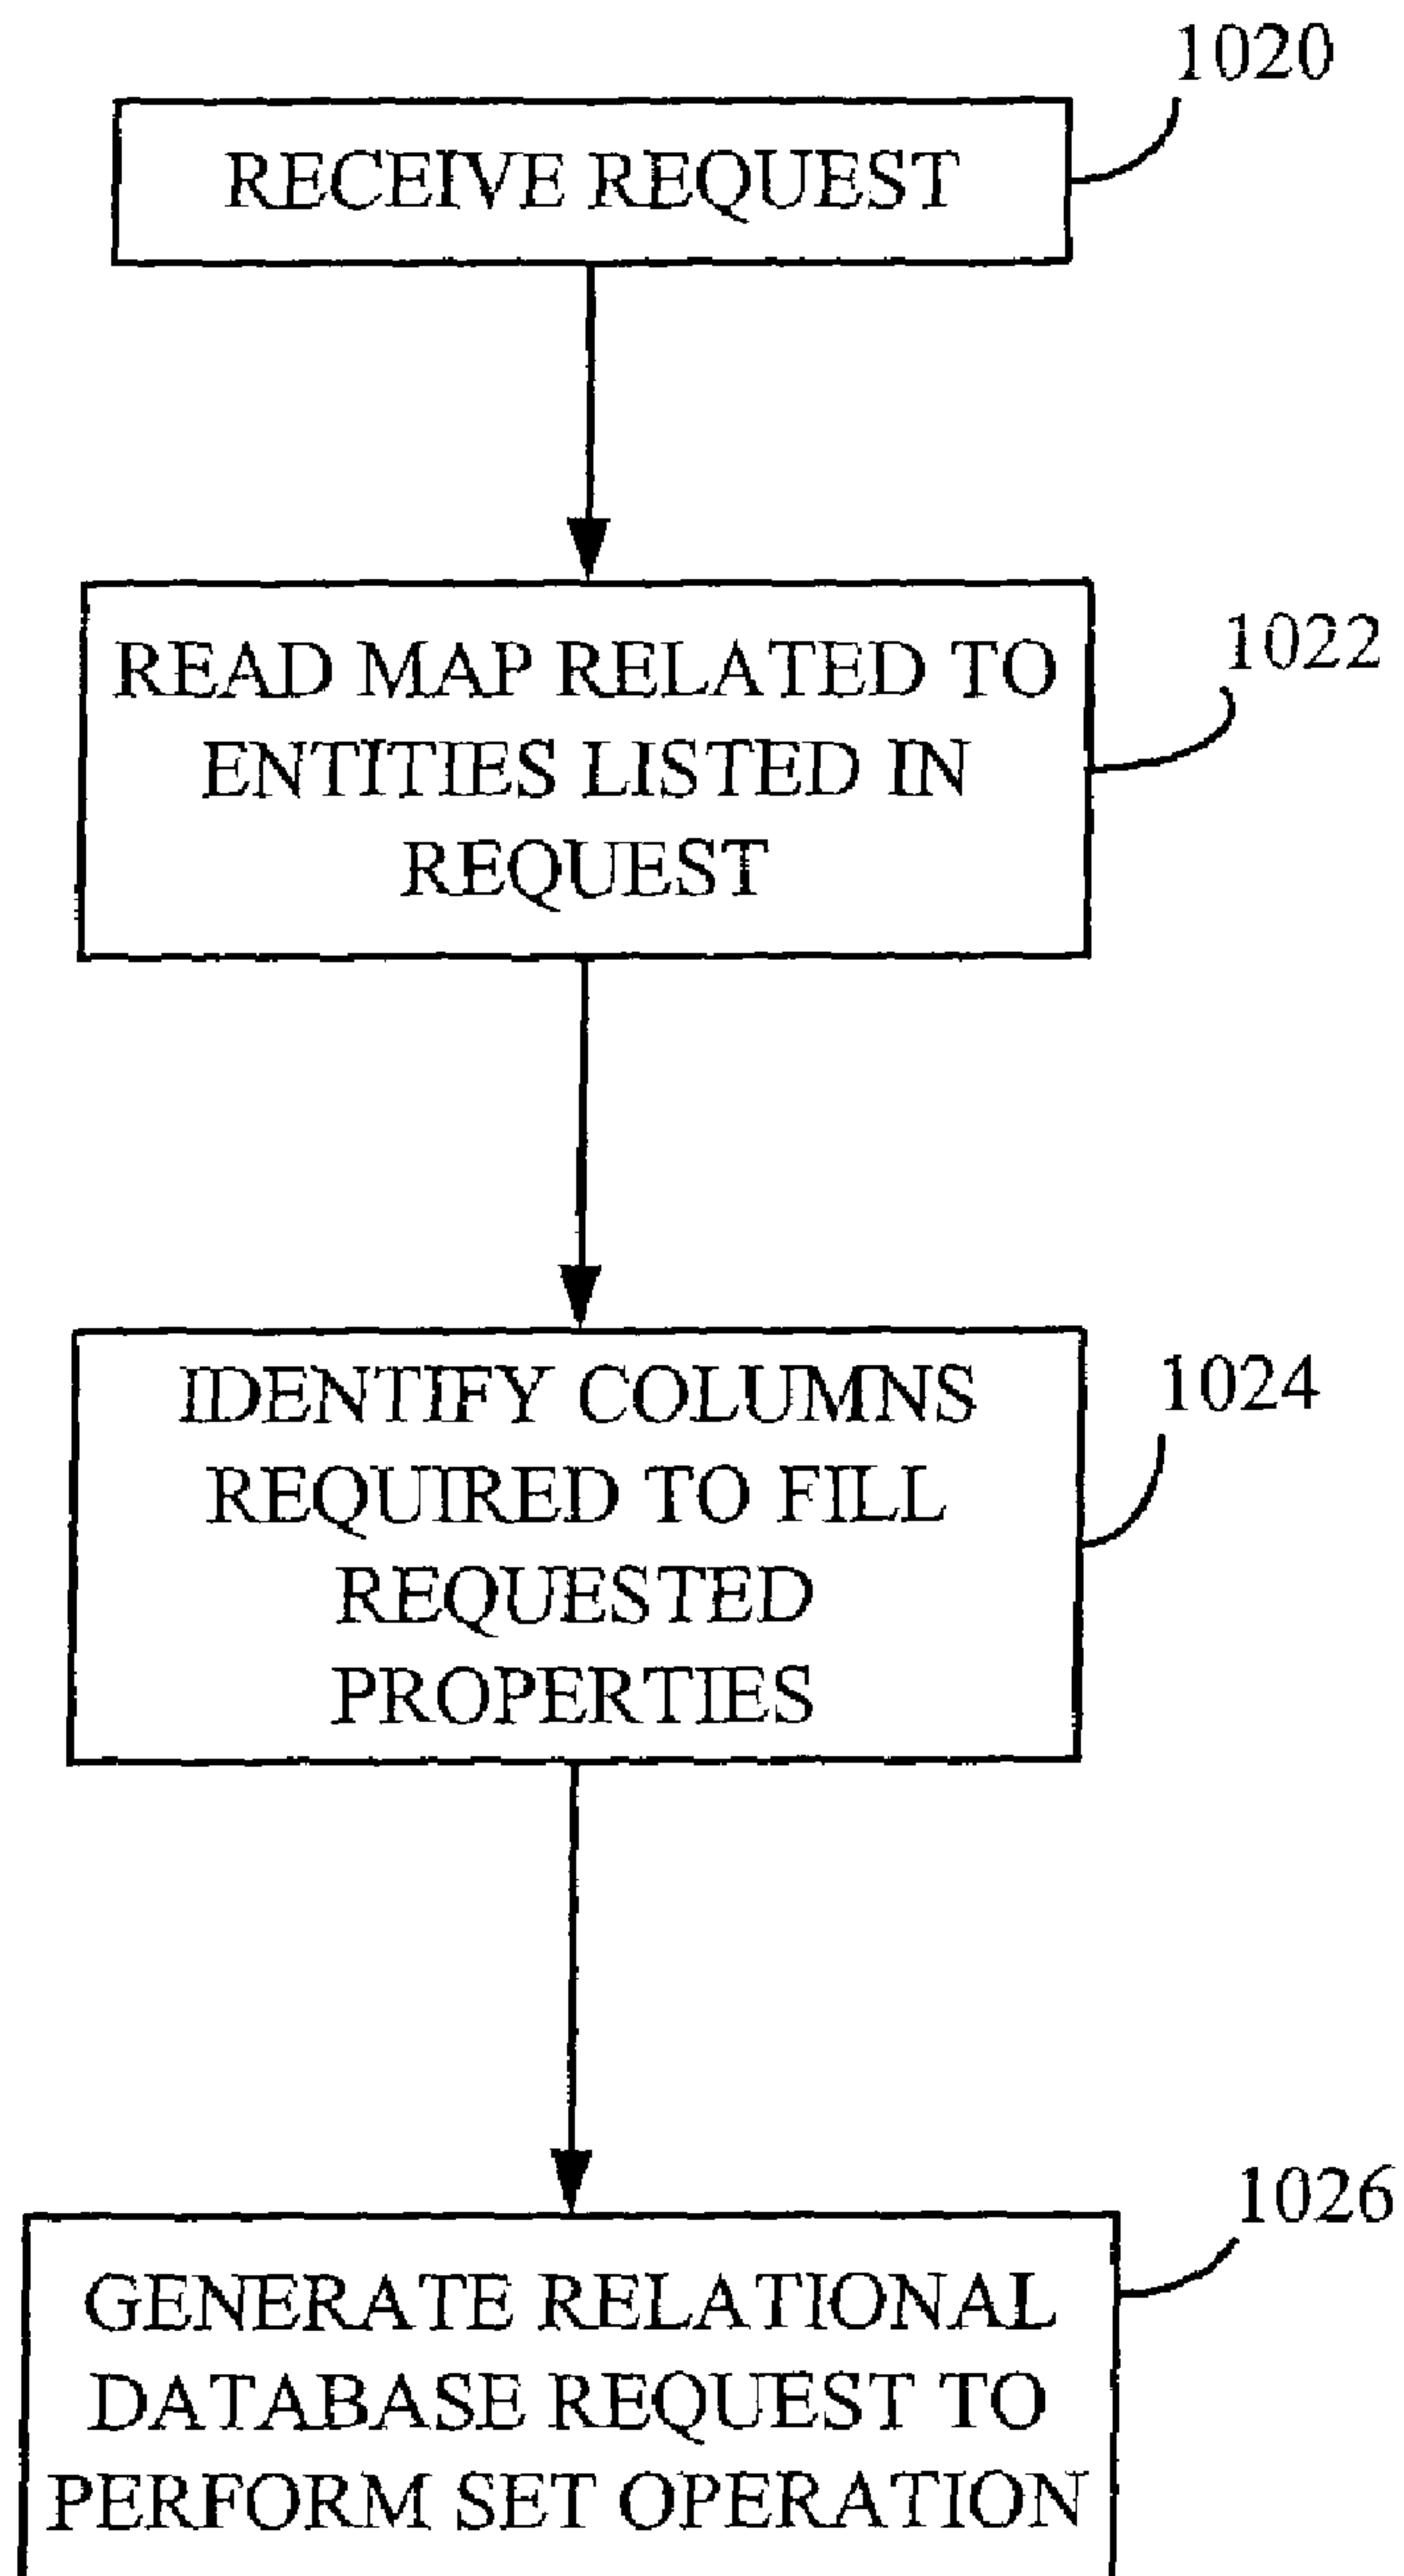 1020
RECEIVE REQUEST
1022
READ MAP RELATED TO
ENTITIES LISTED IN
REQUEST
1024
IDENTIFY COLUMNS
REQUIRED TO FILL
REQUESTED
PROPERTIES
1026
GENERATE RELATIONAL
DATABASE REQUEST TO
PERFORM SET OPERATION